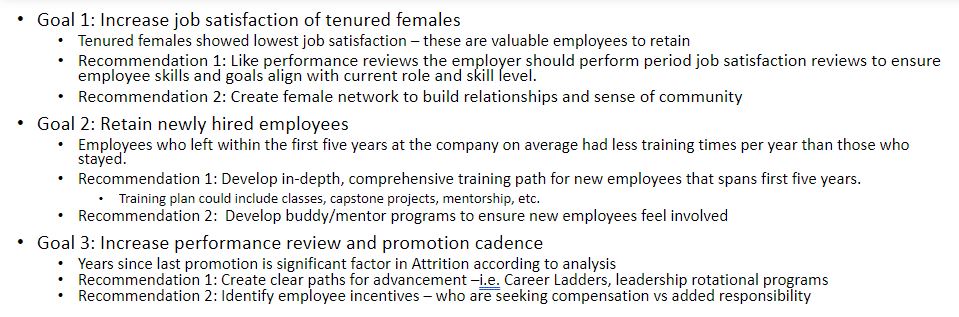 • Goal 1: Increase job satisfaction of tenured females
• Tenured females showed lowest job satisfaction – these are valuable employees to retain
• Recommendation 1: Like performance reviews the employer should perform period job satisfaction reviews to ensure
employee skills and goals align with current role and skill level.
• Recommendation 2: Create female network to build relationships and sense of community
• Goal 2: Retain newly hired employees
• Employees who left within the first five years at the company on average had less training times per year than those who
stayed.
• Recommendation 1: Develop in-depth, comprehensive training path for new employees that spans first five years.
• Training plan could include classes, capstone projects, mentorship, etc.
• Recommendation 2:  Develop buddy/mentor programs to ensure new employees feel involved
• Goal 3: Increase performance review and promotion cadence
• Years since last promotion is significant factor in Attrition according to analysis
• Recommendation 1: Create clear paths for advancement –i.e. Career Ladders, leadership rotational programs
• Recommendation 2: Identify employee incentives – who are seeking compensation vs added responsibility